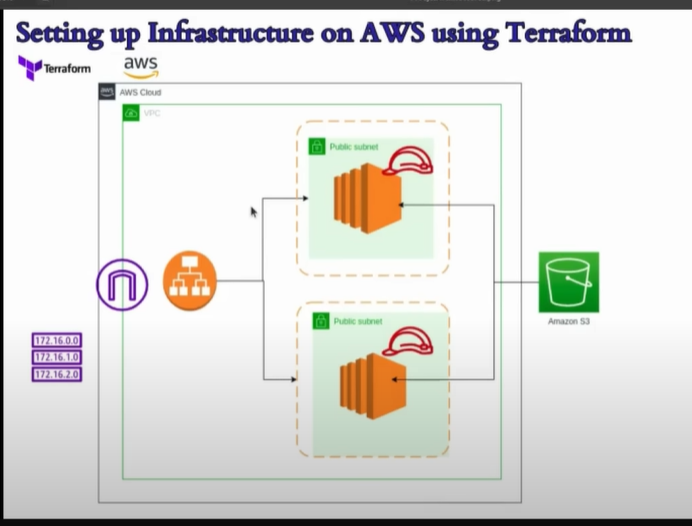 Setting up Infrastructure on AWS using Terraform
Terraform
aws
aws
AWS Cloud
VPC
Public subnet
Public subnet
Amazon S3
172.16.0.0
172.16.1.0
172.16.2.0